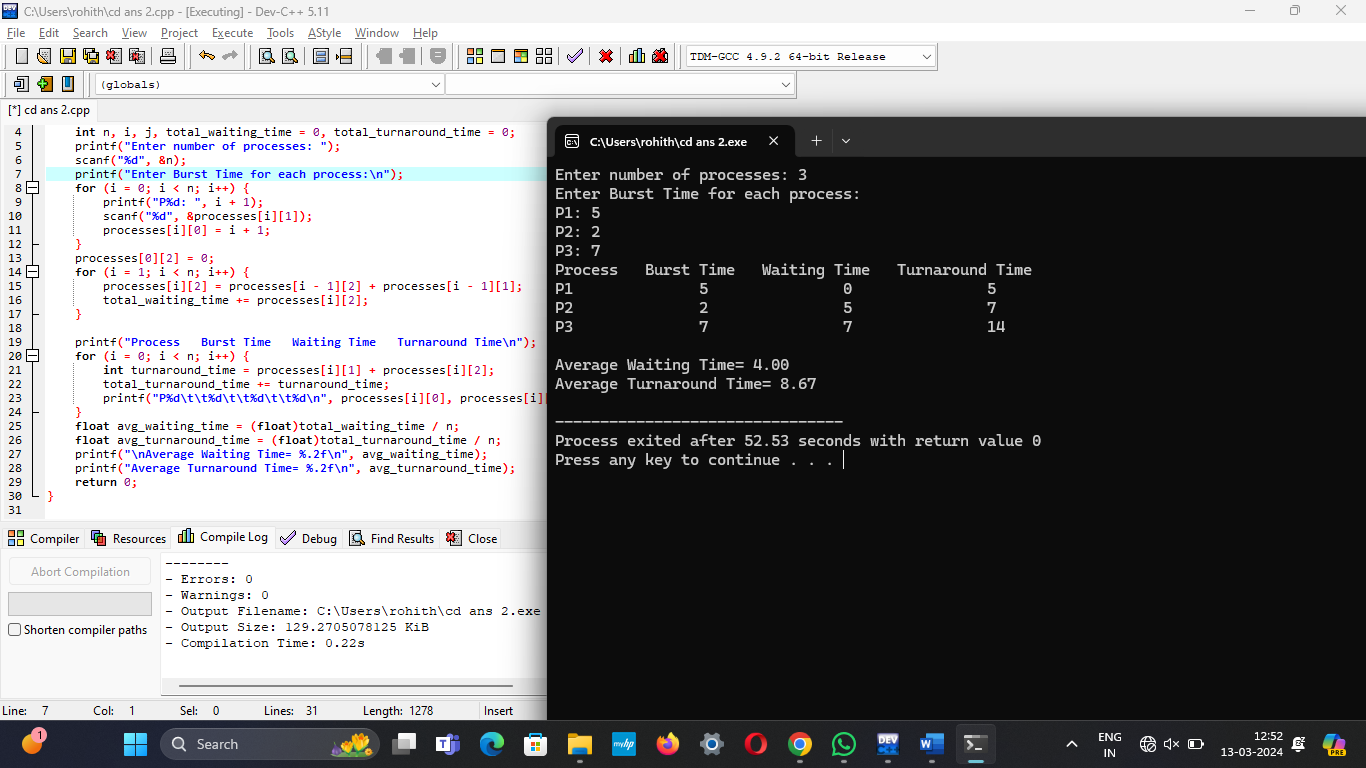 C:\Users\rohith\cd ans 2.cpp - [Executing] - Dev-C++ 5.11
File Edit Search View Project Execute Tools AStyle Window Help
TDM-GCC 4.9.2 64-bit Release
(globals)
[*] cd ans 2.cpp
4 int n, i, j, total_waiting_time = 0, total_turnaround_time = 0;
5 printf("Enter number of processes: ");
6 scanf("%d", &n);
7 printf("Enter Burst Time for each process:\n");
8 for (i = 0; i < n; i++) {
9 printf("P%d: ", i + 1);
10 scanf("%d", &processes[i][1]);
11 processes[i][0] = i + 1;
12 }
13 processes[0][2] = 0;
14 for (i = 1; i < n; i++) {
15 processes[i][2] = processes[i - 1][2] + processes[i - 1][1];
16 total_waiting_time += processes[i][2];
17 }
18
19 printf("Process   Burst Time   Waiting Time   Turnaround Time\n");
20 for (i = 0; i < n; i++) {
21 int turnaround_time = processes[i][1] + processes[i][2];
22 total_turnaround_time += turnaround_time;
23 printf("P%d\t\t%d\t\t%d\t\t%d\n", processes[i][0], processes[i]
24 }
25 float avg_waiting_time = (float)total_waiting_time / n;
26 float avg_turnaround_time = (float)total_turnaround_time / n;
27 printf("\nAverage Waiting Time= %.2f\n", avg_waiting_time);
28 printf("Average Turnaround Time= %.2f\n", avg_turnaround_time);
29 return 0;
30 }
31
C:\Users\rohith\cd ans 2.exe
Enter number of processes: 3
Enter Burst Time for each process:
P1: 5
P2: 2
P3: 7
Process   Burst Time   Waiting Time   Turnaround Time
P1 5 0 5
P2 2 5 7
P3 7 7 14
Average Waiting Time= 4.00
Average Turnaround Time= 8.67
--------------------------------
Process exited after 52.53 seconds with return value 0
Press any key to continue . . .
Compiler Resources Compile Log Debug Find Results Close
Abort Compilation
Shorten compiler paths
--------
- Errors: 0
- Warnings: 0
- Output Filename: C:\Users\rohith\cd ans 2.exe
- Output Size: 129.2705078125 KiB
- Compilation Time: 0.22s
Line: 7 Col: 1 Sel: 0 Lines: 31 Length: 1278 Insert
1
Search
myhp
DEV
ENG
IN
12:52
13-03-2024
PRE